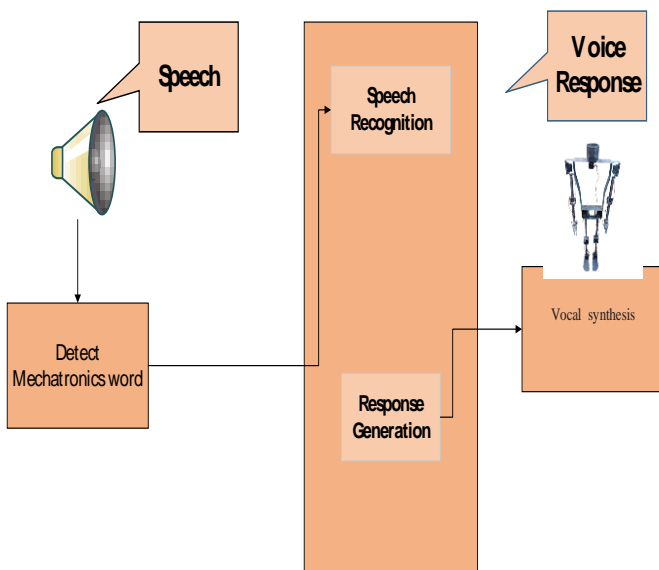 Speech
Speech
Recognition
Voice
Response
Detect
Mechatronics word
Response
Generation
Vocal synthesis